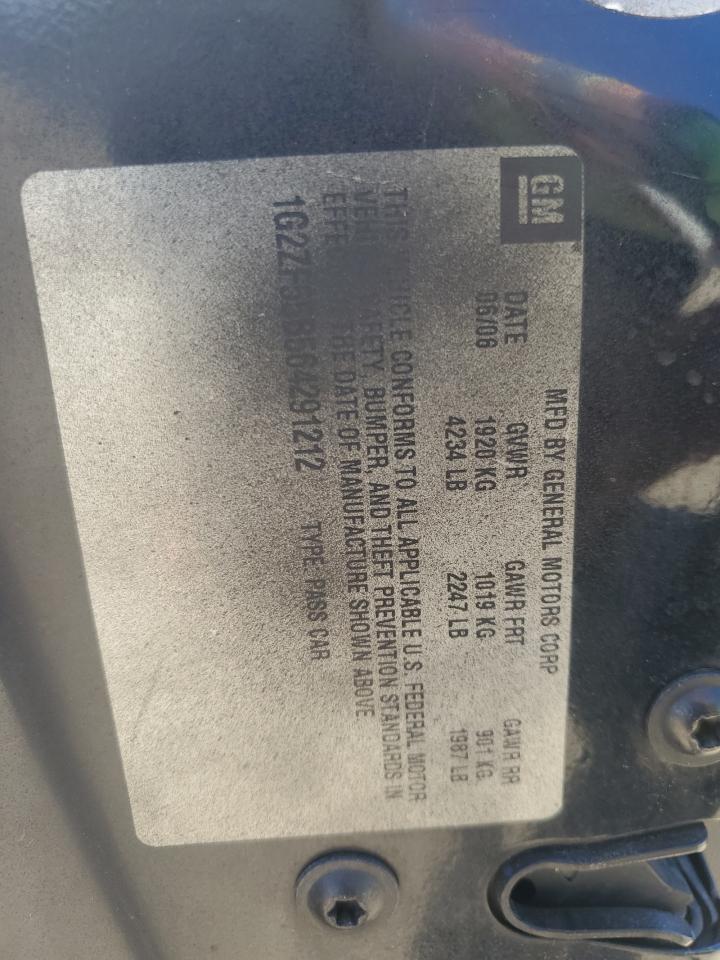 GM
MFD BY GENERAL MOTORS CORP
DATE GVWR GAWR FRT GAWR RR
06/06 1920 KG 1019 KG 901 KG
4234 LB 2247 LB 1987 LB
THIS VEHICLE CONFORMS TO ALL APPLICABLE U.S. FEDERAL MOTOR
SAFETY, BUMPER, AND THEFT PREVENTION STANDARDS IN
THE DATE OF MANUFACTURE SHOWN ABOVE
TYPE PASS CAR